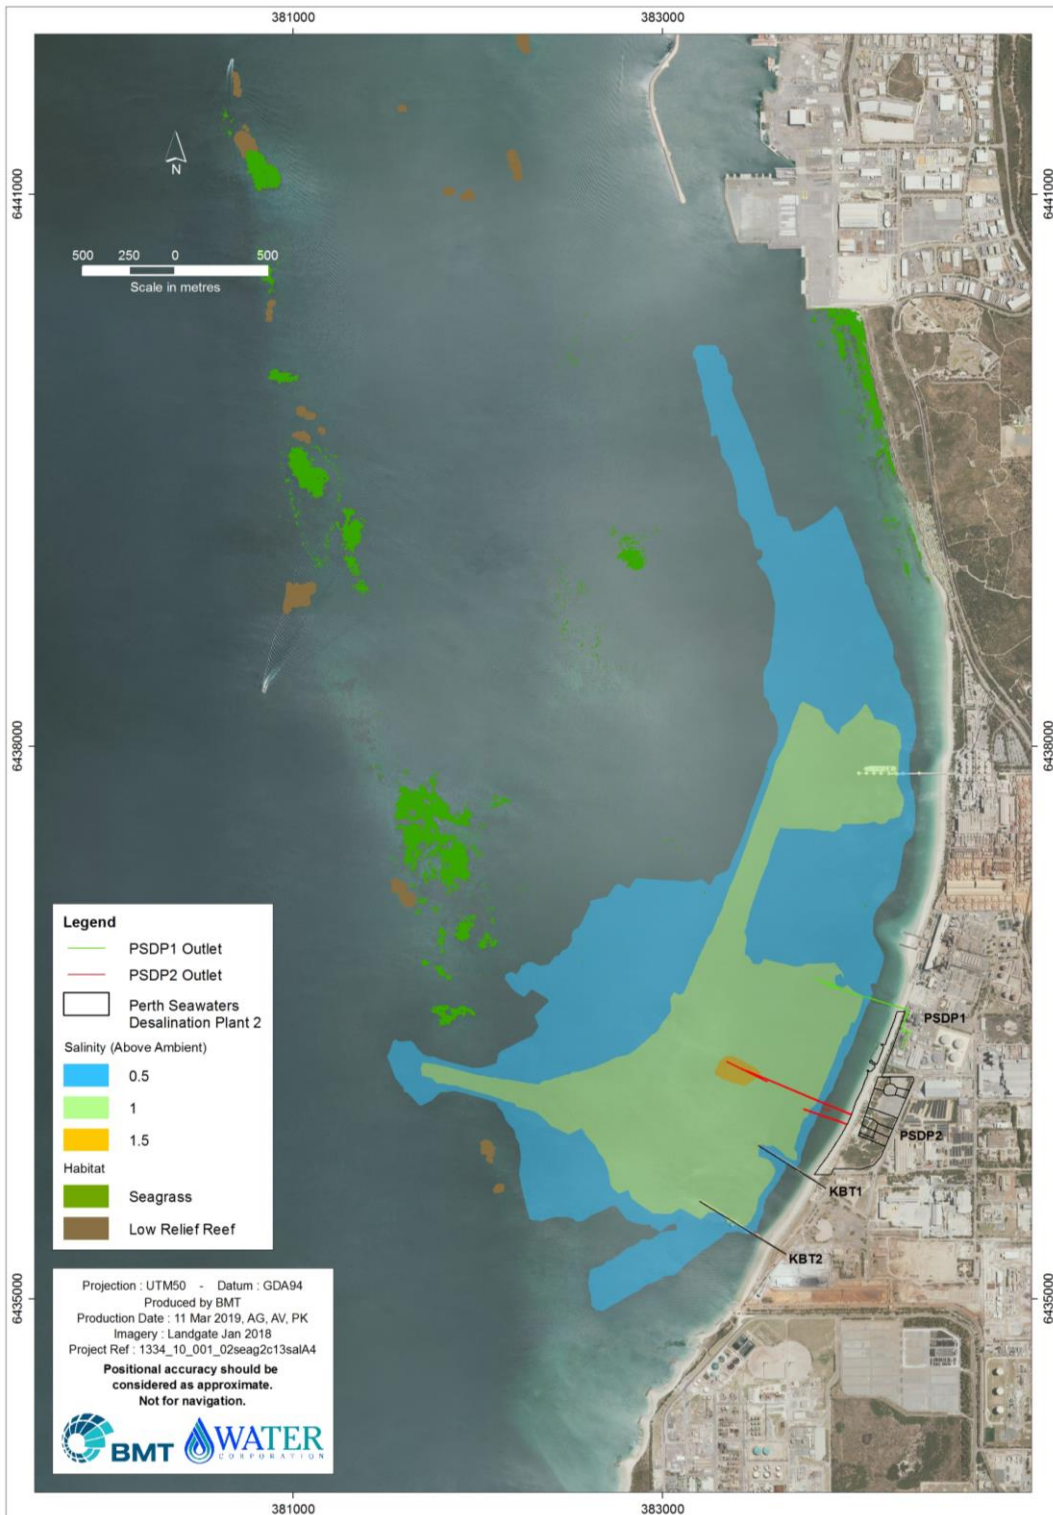 381000
383000
6441000
6441000
N
500 250 0 500
Scale in metres
6438000
6438000
Legend
PSDP1 Outlet
PSDP2 Outlet
Perth Seawaters
Desalination Plant 2
Salinity (Above Ambient)
0.5
1
1.5
Habitat
Seagrass
Low Relief Reef
PSDP1
PSDP2
KBT1
KBT2
6435000
6435000
Projection : UTM50 - Datum : GDA94
Produced by BMT
Production Date : 11 Mar 2019, AG, AV, PK
Imagery : Landgate Jan 2018
Project Ref : 1334_10_001_02seag2c13salA4
Positional accuracy should be
considered as approximate.
Not for navigation.
BMT
WATER
CORPORATION
381000
383000